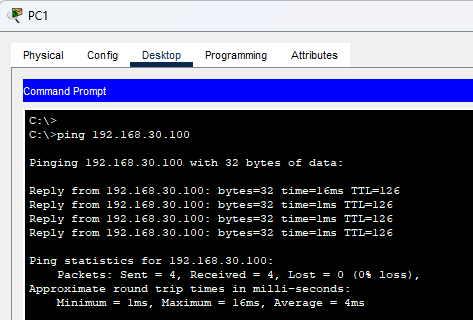 PC1
Physical Config Desktop Programming Attributes
Command Prompt
C:\>
C:\>ping 192.168.30.100
Pinging 192.168.30.100 with 32 bytes of data:
Reply from 192.168.30.100: bytes=32 time=16ms TTL=126
Reply from 192.168.30.100: bytes=32 time=1ms TTL=126
Reply from 192.168.30.100: bytes=32 time=1ms TTL=126
Reply from 192.168.30.100: bytes=32 time=1ms TTL=126
Ping statistics for 192.168.30.100:
Packets: Sent = 4, Received = 4, Lost = 0 (0% loss),
Approximate round trip times in milli-seconds:
Minimum = 1ms, Maximum = 16ms, Average = 4ms